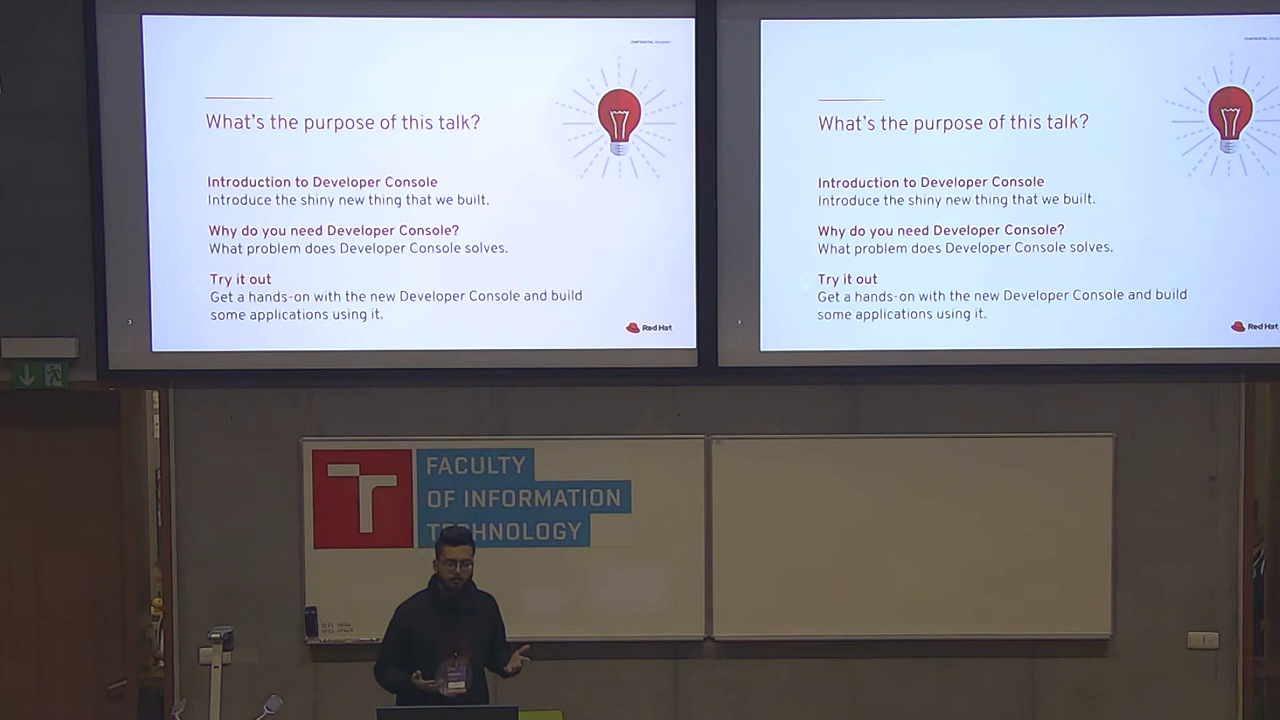 CONFIDENTIAL Designator
What's the purpose of this talk?
Introduction to Developer Console
Introduce the shiny new thing that we built.
Why do you need Developer Console?
What problem does Developer Console solves.
Try it out
Get a hands-on with the new Developer Console and build
some applications using it.
Red Hat
What's the purpose of this talk?
Introduction to Developer Console
Introduce the shiny new thing that we built.
Why do you need Developer Console?
What problem does Developer Console solves.
Try it out
Get a hands-on with the new Developer Console and build
some applications using it.
Red Hat
FACULTY
OF INFORMATION
TECHNOLOGY